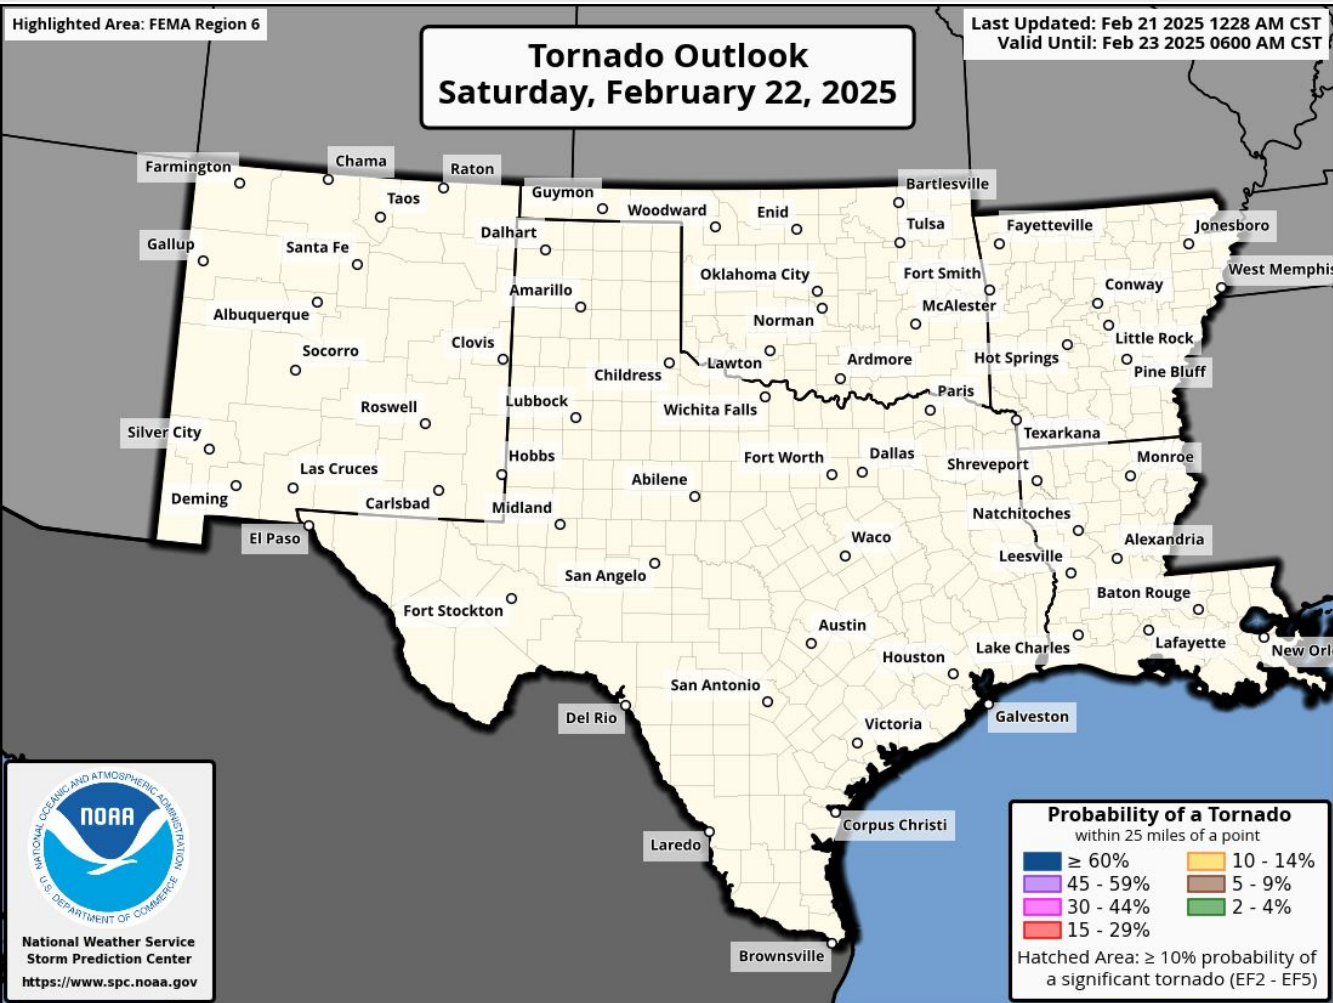 Highlighted Area: FEMA Region 6
Last Updated: Feb 21 2025 1228 AM CST
Valid Until: Feb 23 2025 0600 AM CST
Tornado Outlook
Saturday, February 22, 2025
Farmington
Chama
Raton
Taos
Guymon
Woodward
Enid
Bartlesville
Tulsa
Fayetteville
Jonesboro
Gallup
Santa Fe
Dalhart
Oklahoma City
Fort Smith
West Memphis
Amarillo
Conway
Albuquerque
Norman
McAlester
Socorro
Clovis
Little Rock
Childress
Lawton
Ardmore
Hot Springs
Pine Bluff
Roswell
Lubbock
Wichita Falls
Paris
Silver City
Texarkana
Las Cruces
Hobbs
Fort Worth
Dallas
Shreveport
Monroe
Deming
Carlsbad
Midland
Abilene
Natchitoches
El Paso
Waco
Alexandria
San Angelo
Leesville
Fort Stockton
Baton Rouge
Austin
Lake Charles
Lafayette
New Orl
Houston
San Antonio
Del Rio
Victoria
Galveston
Laredo
Corpus Christi
Brownsville
NATIONAL OCEANIC AND ATMOSPHERIC ADMINISTRATION
NOAA
U.S. DEPARTMENT OF COMMERCE
National Weather Service
Storm Prediction Center
https://www.spc.noaa.gov
Probability of a Tornado
within 25 miles of a point
≥ 60%
10 - 14%
45 - 59%
5 - 9%
30 - 44%
2 - 4%
15 - 29%
Hatched Area: ≥ 10% probability of
a significant tornado (EF2 - EF5)